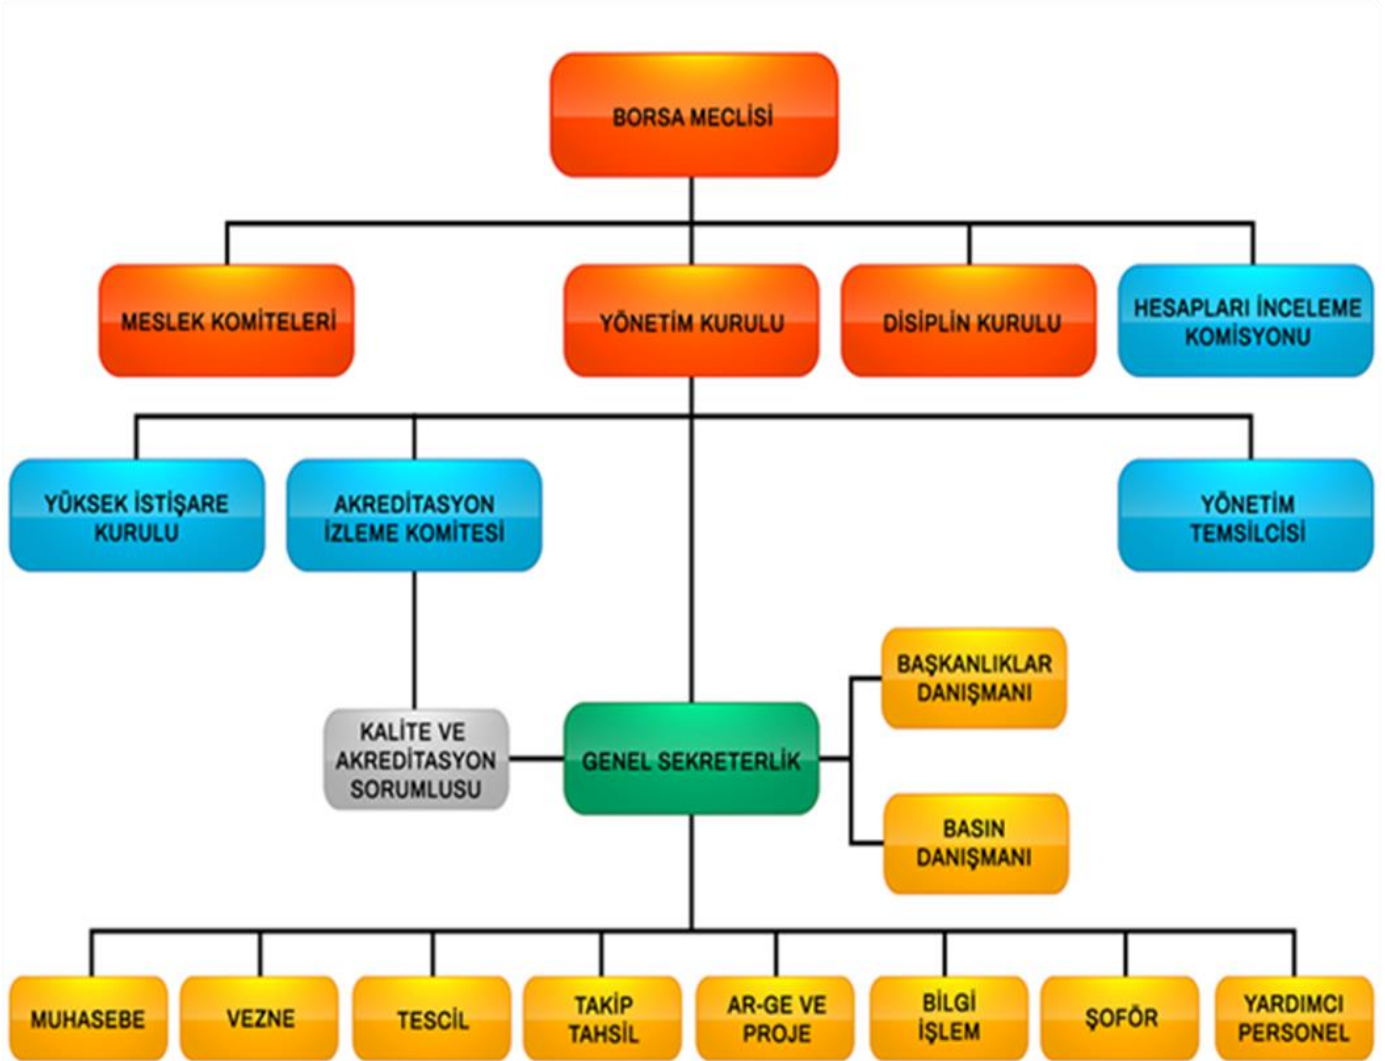 BORSA MECLİSİ
MESLEK KOMİTELERİ
YÖNETİM KURULU
DİSİPLİN KURULU
HESAPLARI İNCELEME
KOMİSYONU
YÜKSEK İSTİŞARE
KURULU
AKREDİTASYON
İZLEME KOMİTESİ
YÖNETİM
TEMSİLCİSİ
BAŞKANLIKLAR
DANIŞMANI
KALİTE VE
AKREDİTASYON
SORUMLUSU
GENEL SEKRETERLİK
BASIN
DANIŞMANI
MUHASEBE
VEZNE
TESCİL
TAKİP
TAHSİL
AR-GE VE
PROJE
BİLGİ
İŞLEM
ŞOFÖR
YARDIMCI
PERSONEL